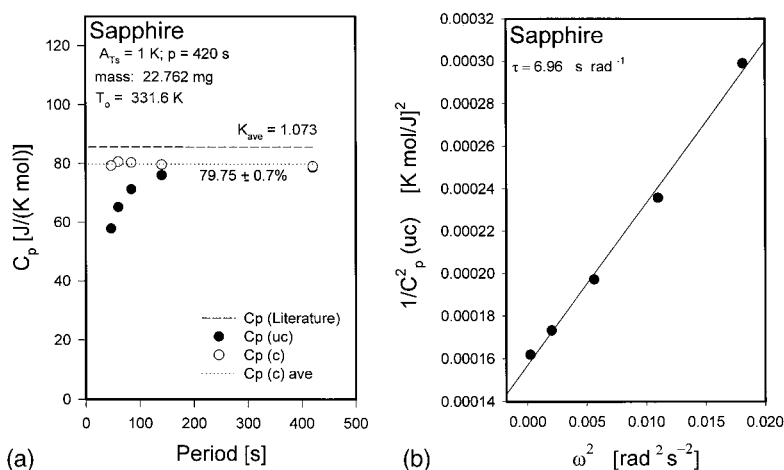 Sapphire
A_Ts = 1 K; p = 420 s
mass: 22.762 mg
T_o = 331.6 K
K_ave = 1.073
79.75 ± 0.7%
Cp (Literature)
Cp (uc)
Cp (c)
Cp (c) ave
C_p [J/(K mol)]
120
100
80
60
40
20
0
0 100 200 300 400 500
Period [s]
(a)
Sapphire
τ = 6.96 s rad⁻¹
1/C²_p (uc) [K mol/J]²
0.00032
0.00030
0.00028
0.00026
0.00024
0.00022
0.00020
0.00018
0.00016
0.00014
0.000 0.005 0.010 0.015 0.020
ω² [rad² s⁻²]
(b)